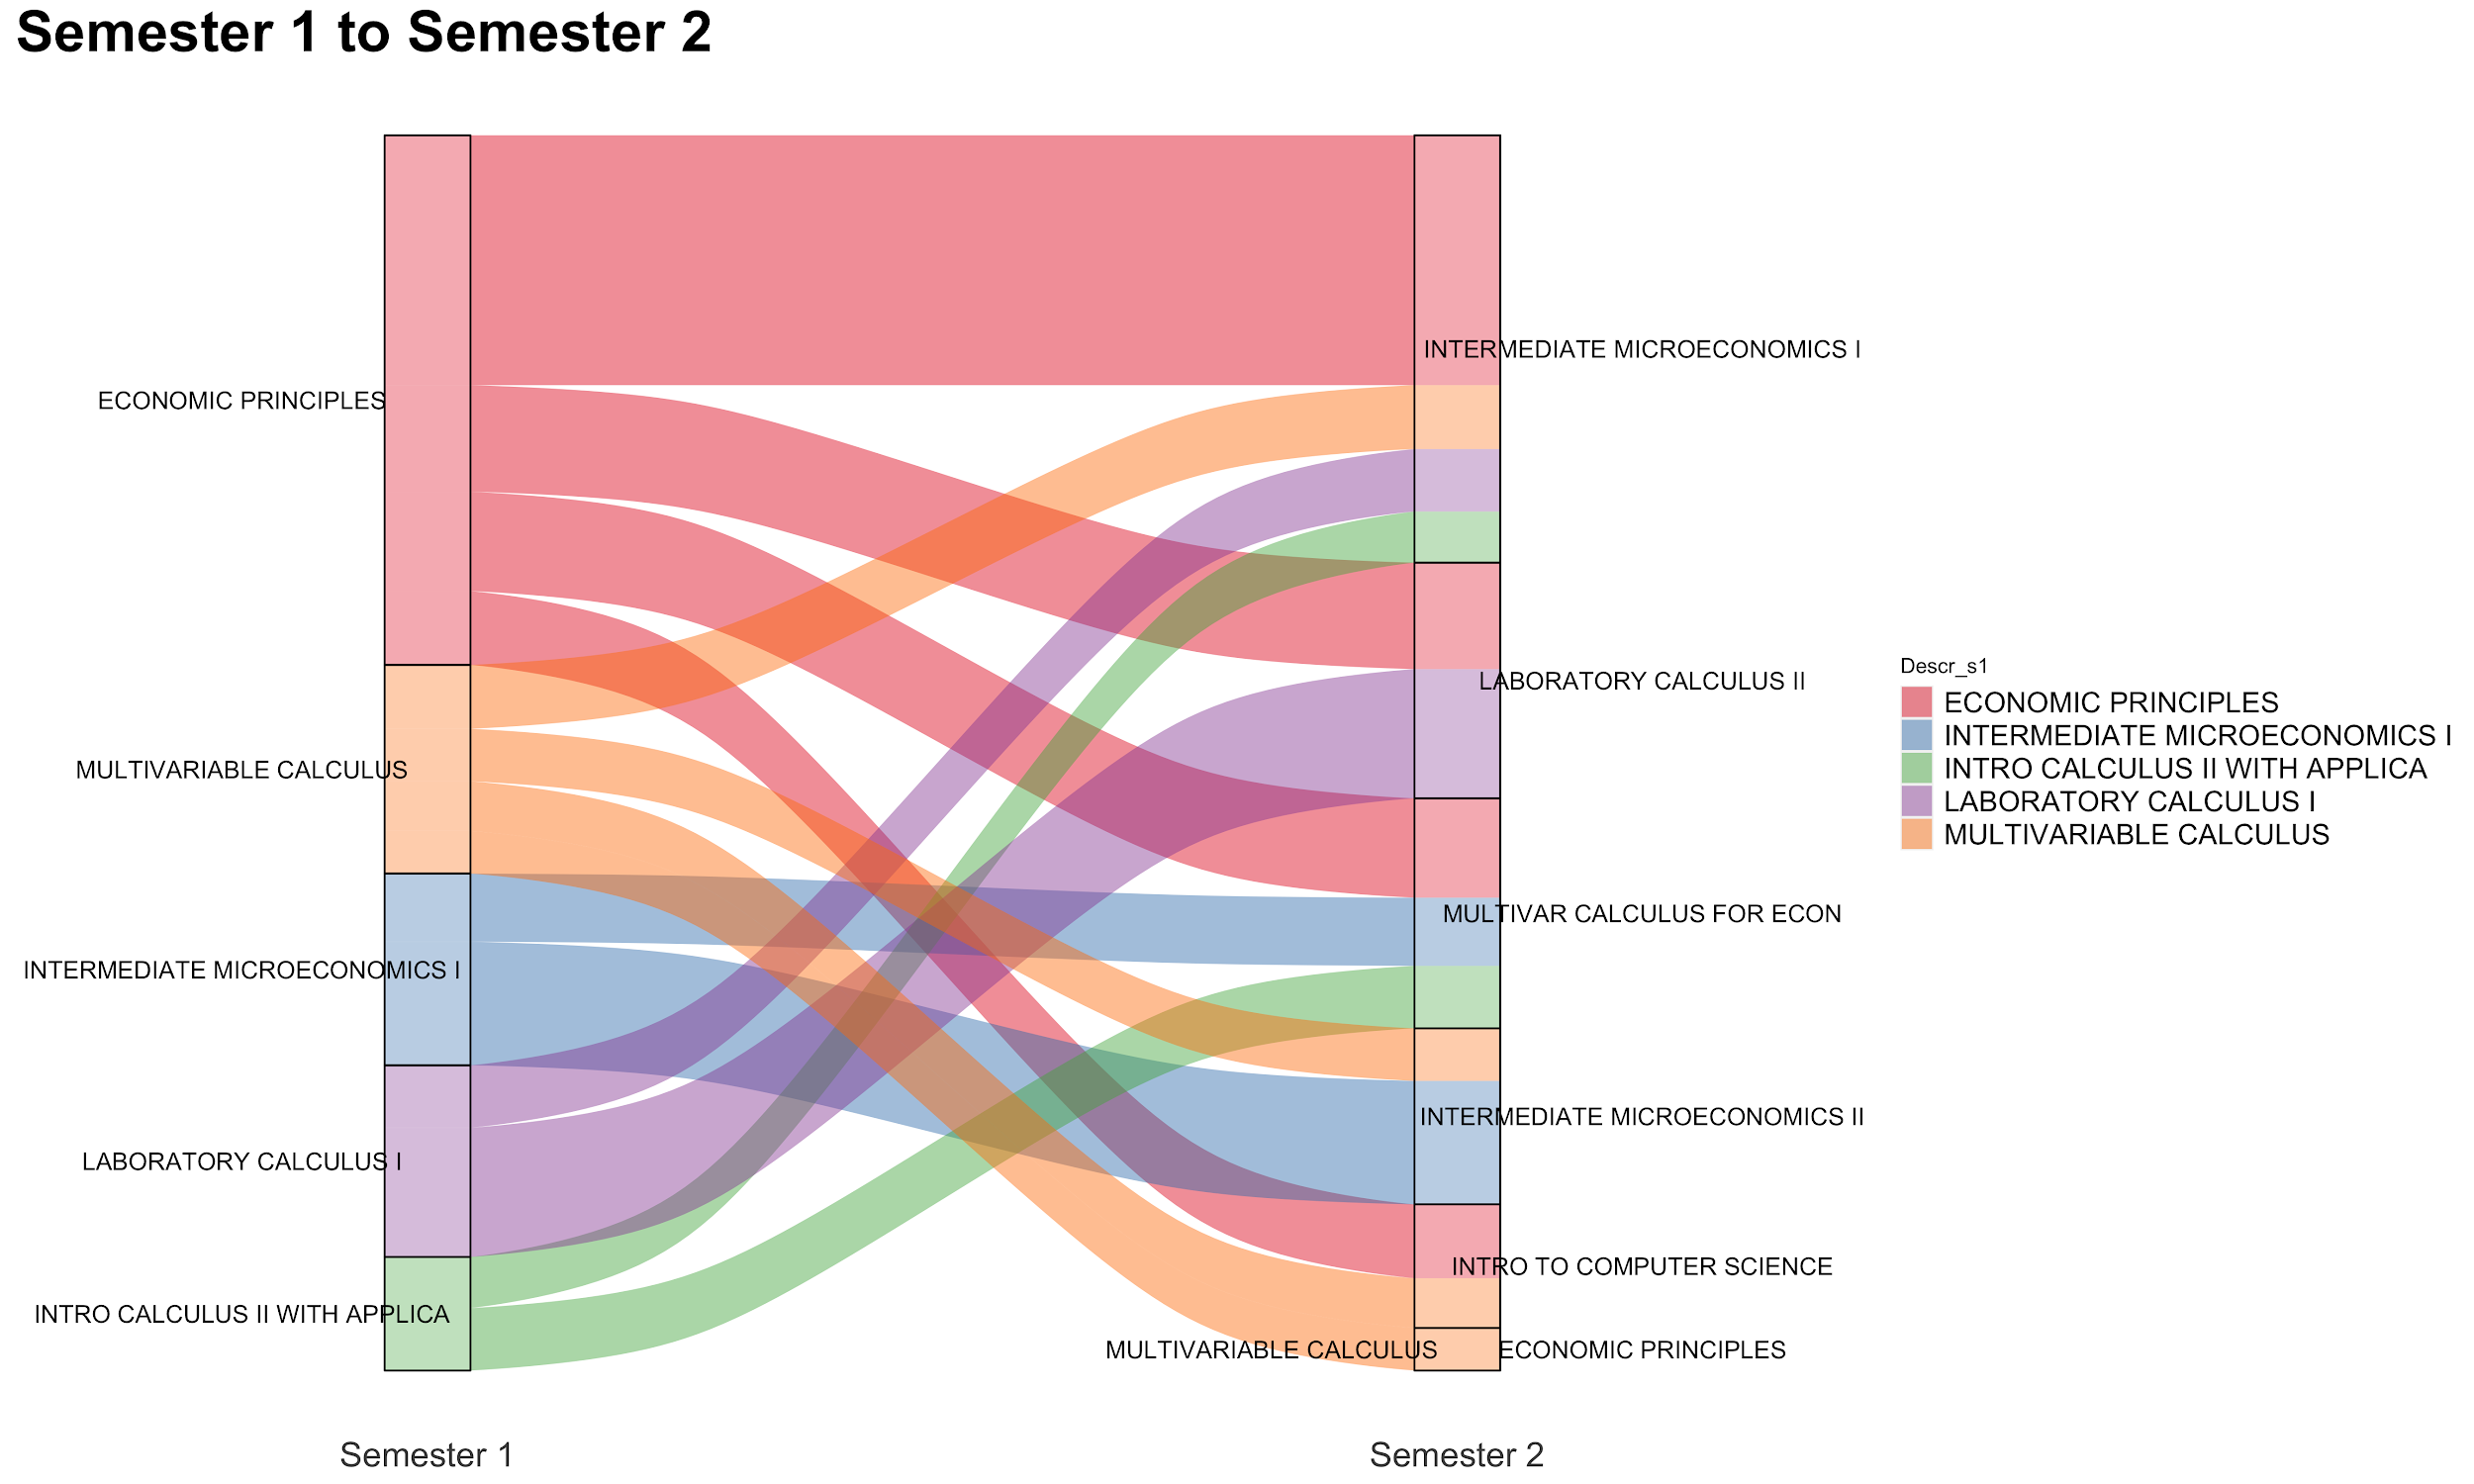 Semester 1 to Semester 2
ECONOMIC PRINCIPLES
MULTIVARIABLE CALCULUS
INTERMEDIATE MICROECONOMICS I
LABORATORY CALCULUS I
INTRO CALCULUS II WITH APPLICA
INTERMEDIATE MICROECONOMICS I
LABORATORY CALCULUS II
MULTIVAR CALCULUS FOR ECON
INTERMEDIATE MICROECONOMICS II
INTRO TO COMPUTER SCIENCE
MULTIVARIABLE CALCULUS
ECONOMIC PRINCIPLES
Descr_s1
ECONOMIC PRINCIPLES
INTERMEDIATE MICROECONOMICS I
INTRO CALCULUS II WITH APPLICA
LABORATORY CALCULUS I
MULTIVARIABLE CALCULUS
Semester 1
Semester 2